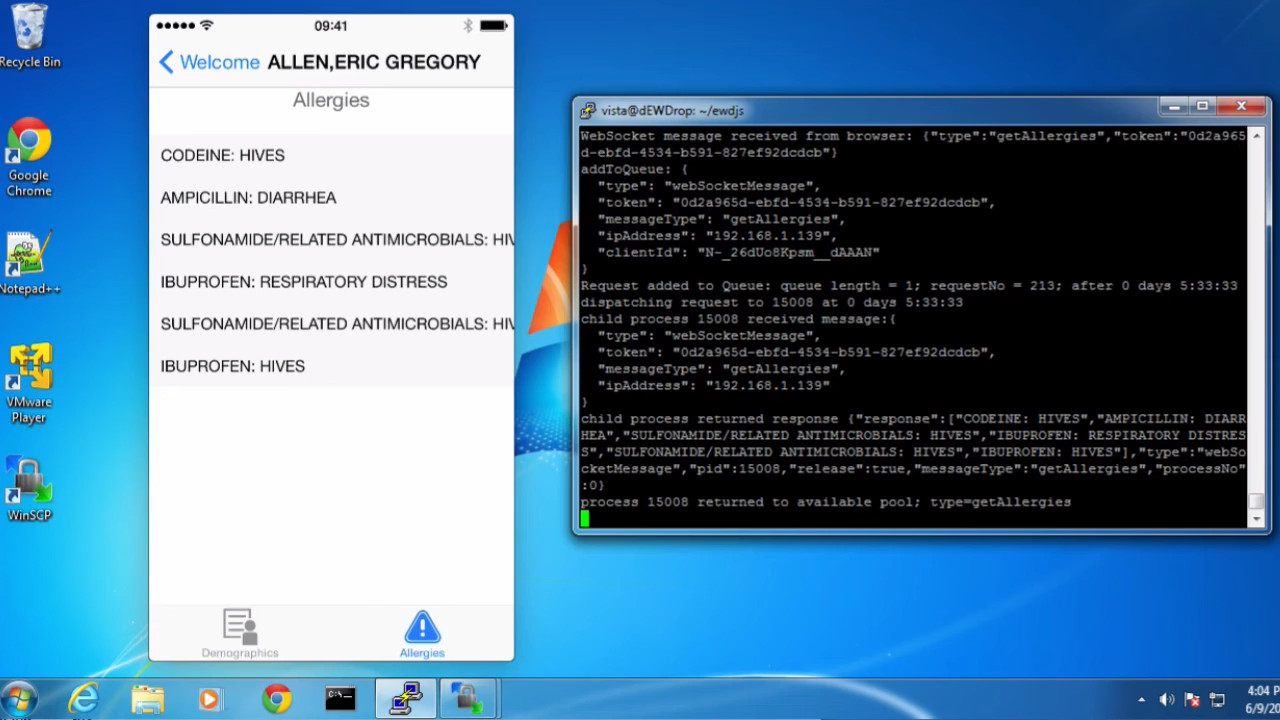 Recycle Bin
Google
Chrome
Notepad++
VMware
Player
WinSCP
09:41
Welcome ALLEN,ERIC GREGORY
Allergies
CODEINE: HIVES
AMPICILLIN: DIARRHEA
SULFONAMIDE/RELATED ANTIMICROBIALS: HIV
IBUPROFEN: RESPIRATORY DISTRESS
SULFONAMIDE/RELATED ANTIMICROBIALS: HIV
IBUPROFEN: HIVES
Demographics
Allergies
vista@dEWDrop: ~/ewdjs
WebSocket message received from browser: {"type":"getAllergies","token":"0d2a965
d-ebfd-4534-b591-827ef92dcdcb"}
addToQueue: {
"type": "webSocketMessage",
"token": "0d2a965d-ebfd-4534-b591-827ef92dcdcb",
"messageType": "getAllergies",
"ipAddress": "192.168.1.139",
"clientId": "N-_26dUo8Kpsm__dAAAN"
}
Request added to Queue: queue length = 1; requestNo = 213; after 0 days 5:33:33
dispatching request to 15008 at 0 days 5:33:33
child process 15008 received message:{
"type": "webSocketMessage",
"token": "0d2a965d-ebfd-4534-b591-827ef92dcdcb",
"messageType": "getAllergies",
"ipAddress": "192.168.1.139"
}
child process returned response {"response":["CODEINE: HIVES","AMPICILLIN: DIARR
HEA","SULFONAMIDE/RELATED ANTIMICROBIALS: HIVES","IBUPROFEN: RESPIRATORY DISTRES
S","SULFONAMIDE/RELATED ANTIMICROBIALS: HIVES","IBUPROFEN: HIVES"],"type":"webSo
cketMessage","pid":15008,"release":true,"messageType":"getAllergies","processNo"
:0}
process 15008 returned to available pool; type=getAllergies
C:\
4:04 P
6/9/20